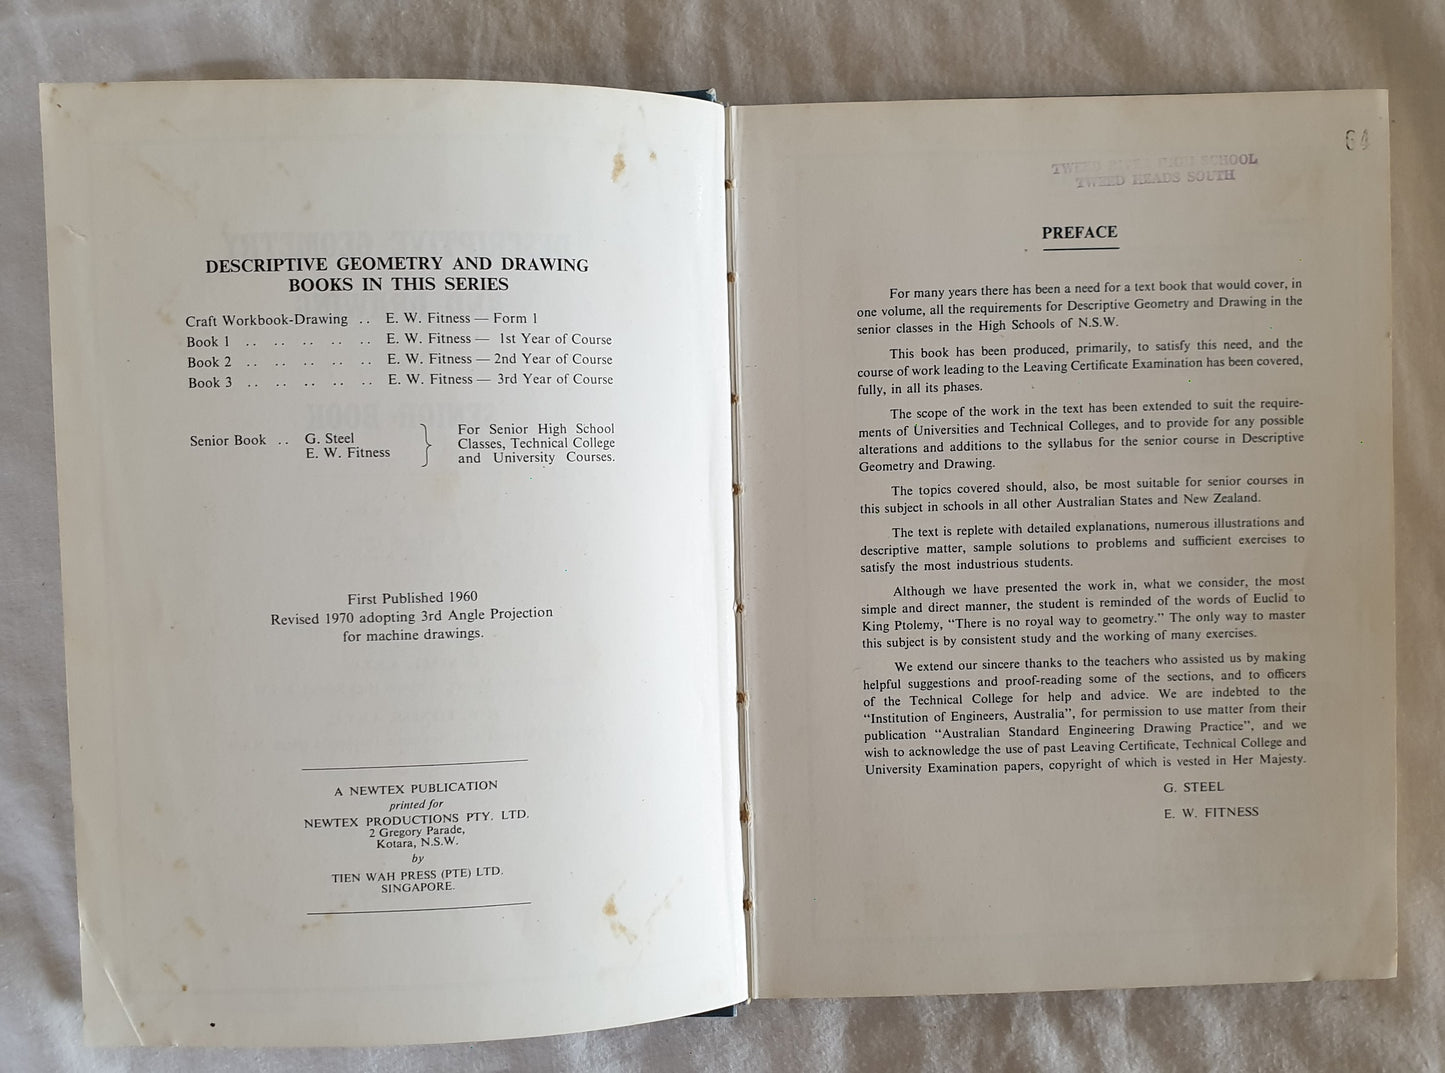 DESCRIPTIVE GEOMETRY AND DRAWING
BOOKS IN THIS SERIES
Craft Workbook-Drawing .. E. W. Fitness — Form 1
Book 1 .. .. .. .. .. E. W. Fitness — 1st Year of Course
Book 2 .. .. .. .. .. E. W. Fitness — 2nd Year of Course
Book 3 .. .. .. .. .. E. W. Fitness — 3rd Year of Course
Senior Book .. G. Steel
E. W. Fitness
For Senior High School
Classes, Technical College
and University Courses.
First Published 1960
Revised 1970 adopting 3rd Angle Projection
for machine drawings.
A NEWTEX PUBLICATION
printed for
NEWTEX PRODUCTIONS PTY. LTD.
2 Gregory Parade,
Kotara, N.S.W.
by
TIEN WAH PRESS (PTE) LTD.
SINGAPORE.
64
TWEED RIVER HIGH SCHOOL
TWEED HEADS SOUTH
PREFACE
For many years there has been a need for a text book that would cover, in
one volume, all the requirements for Descriptive Geometry and Drawing in the
senior classes in the High Schools of N.S.W.
This book has been produced, primarily, to satisfy this need, and the
course of work leading to the Leaving Certificate Examination has been covered,
fully, in all its phases.
The scope of the work in the text has been extended to suit the require-
ments of Universities and Technical Colleges, and to provide for any possible
alterations and additions to the syllabus for the senior course in Descriptive
Geometry and Drawing.
The topics covered should, also, be most suitable for senior courses in
this subject in schools in all other Australian States and New Zealand.
The text is replete with detailed explanations, numerous illustrations and
descriptive matter, sample solutions to problems and sufficient exercises to
satisfy the most industrious students.
Although we have presented the work in, what we consider, the most
simple and direct manner, the student is reminded of the words of Euclid to
King Ptolemy, “There is no royal way to geometry.” The only way to master
this subject is by consistent study and the working of many exercises.
We extend our sincere thanks to the teachers who assisted us by making
helpful suggestions and proof-reading some of the sections, and to officers
of the Technical College for help and advice. We are indebted to the
“Institution of Engineers, Australia”, for permission to use matter from their
publication “Australian Standard Engineering Drawing Practice”, and we
wish to acknowledge the use of past Leaving Certificate, Technical College and
University Examination papers, copyright of which is vested in Her Majesty.
G. STEEL
E. W. FITNESS